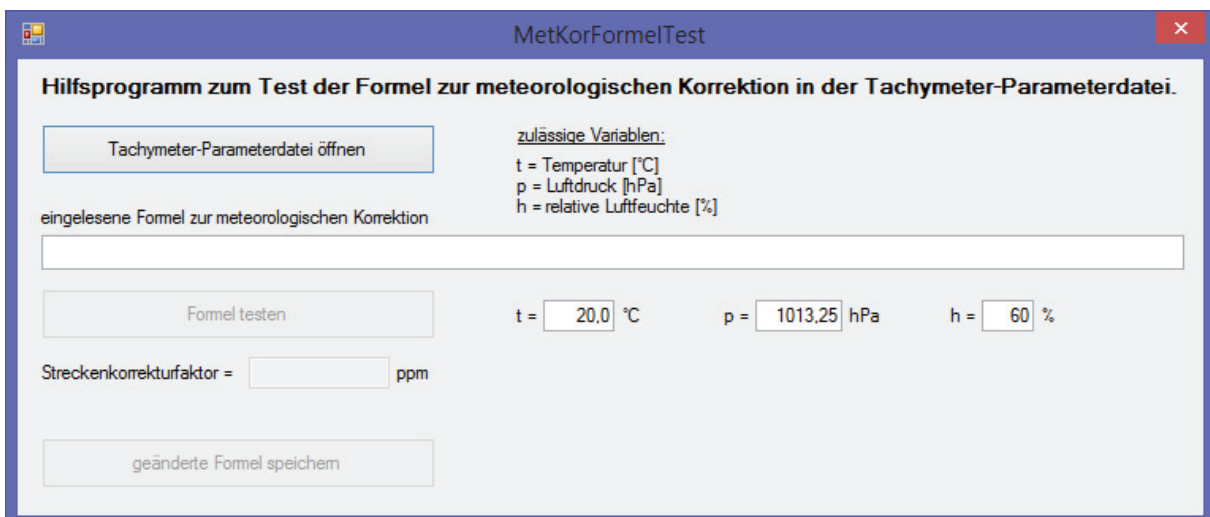 MetKorFormelTest
Hilfsprogramm zum Test der Formel zur meteorologischen Korrektion in der Tachymeter-Parameterdatei.
Tachymeter-Parameterdatei öffnen
zulässige Variablen:
t = Temperatur [°C]
p = Luftdruck [hPa]
h = relative Luftfeuchte [%]
eingelesene Formel zur meteorologischen Korrektion
Formel testen
t = 20,0 °C p = 1013,25 hPa h = 60 %
Streckenkorrekturfaktor = ppm
geänderte Formel speichern